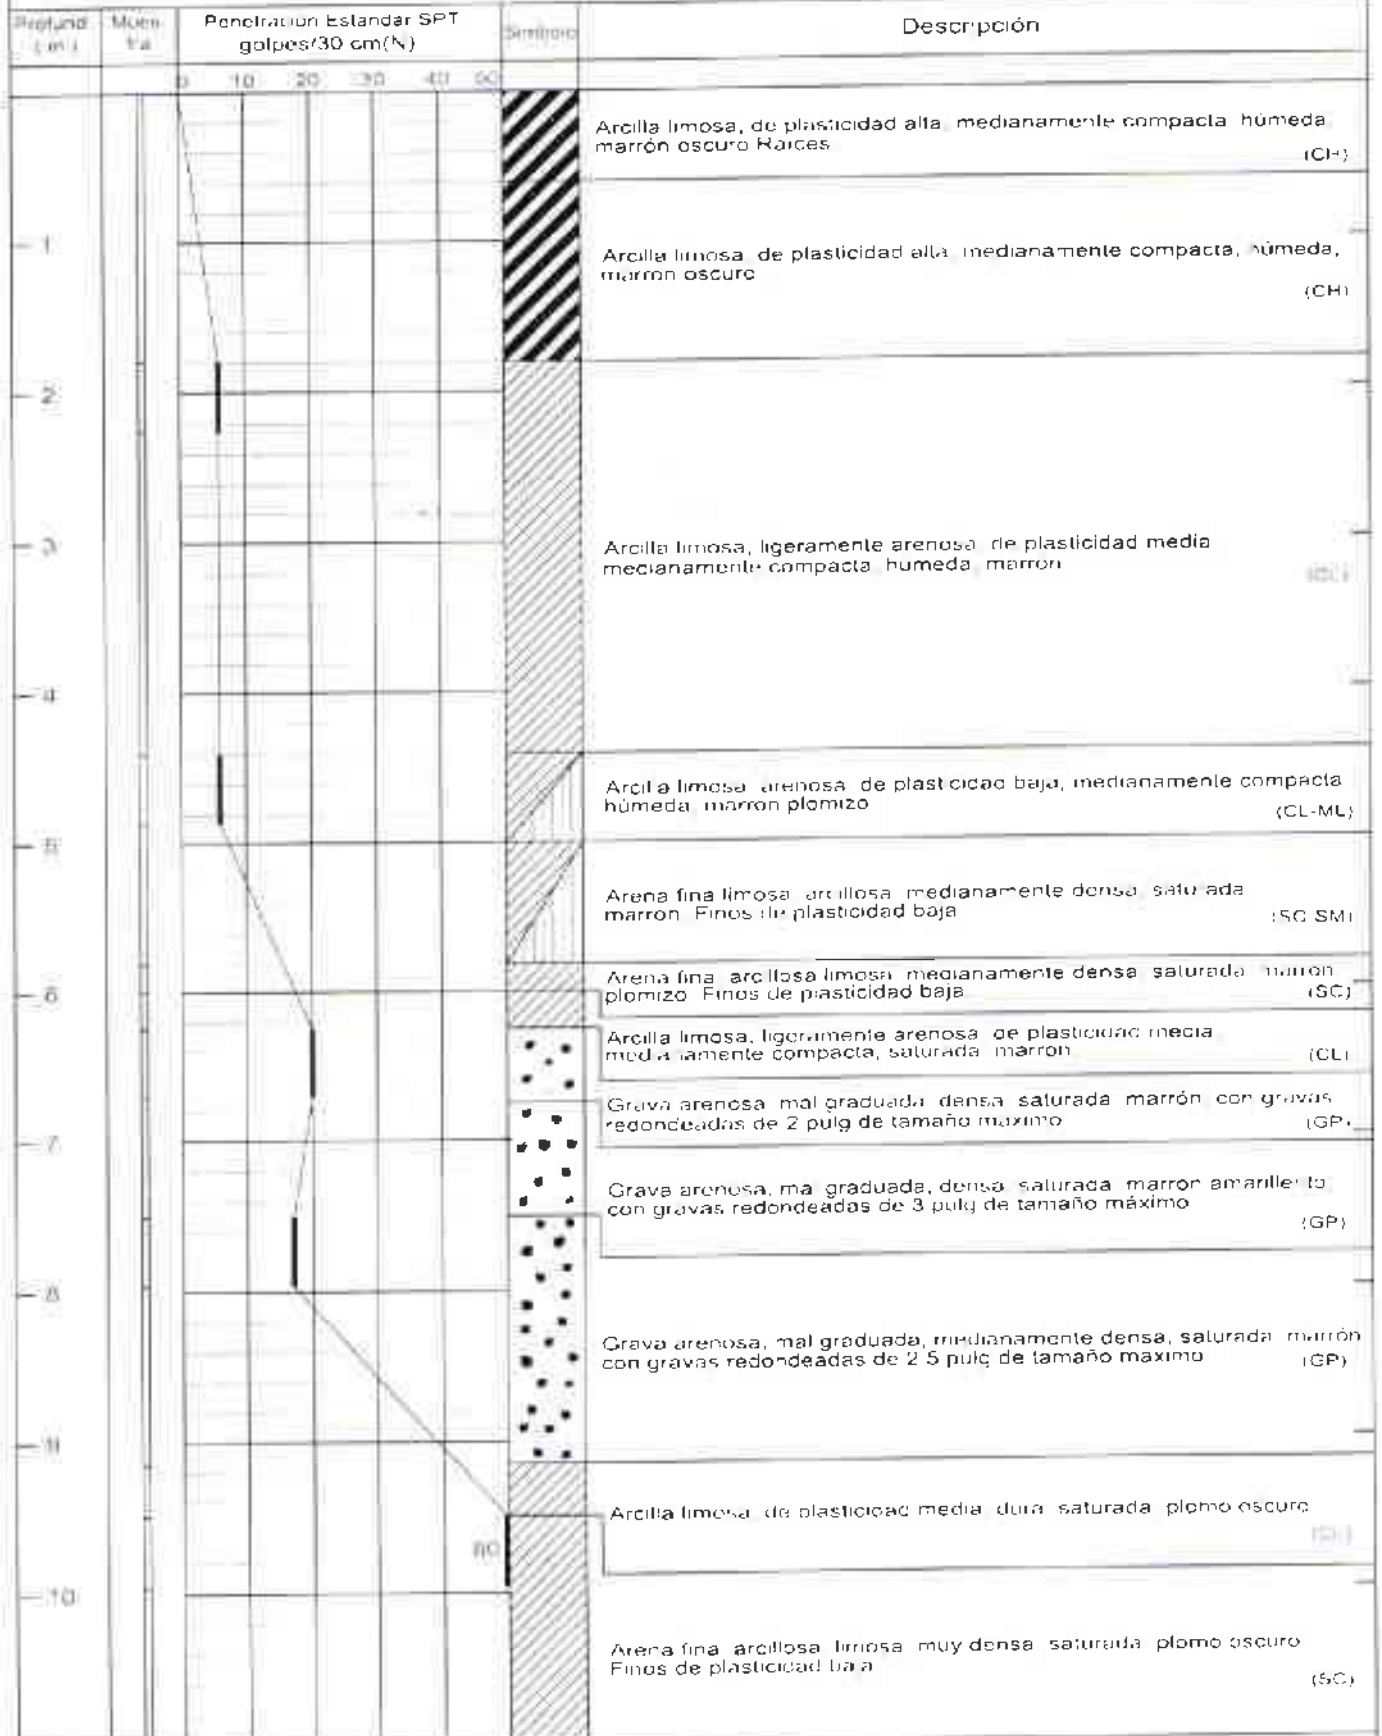 Profund
(m)
Mues-
tra
Penetración Estandar SPT
golpes/30 cm(N)
Símbolo
Descripción
0 10 20 30 40 50
Arcilla limosa, de plasticidad alta, medianamente compacta húmeda
marrón oscuro Raices
(CH)
1
Arcilla limosa, de plasticidad alta, medianamente compacta, húmeda,
marron oscuro
(CH)
2
3
Arcilla limosa, ligeramente arenosa, de plasticidad media
medianamente compacta, humeda, marron
(CL)
4
Arcilla limosa arenosa de plasticidad baja, medianamente compacta
húmeda, marron plomizo
(CL-ML)
5
Arena fina limosa arcillosa medianamente densa, saturada
marron Finos de plasticidad baja
(SC SM)
Arena fina arcillosa limosa medianamente densa saturada marron
plomizo Finos de plasticidad baja
(SC)
6
Arcilla limosa, ligeramente arenosa de plasticidad media
medianamente compacta, saturada marron
(CL)
Grava arenosa mal graduada densa saturada marrón con gravas
redondeadas de 2 pulg de tamaño maximo
(GP)
7
Grava arenosa, mal graduada, densa, saturada marron amarillento
con gravas redondeadas de 3 pulg de tamaño máximo
(GP)
8
Grava arenosa, mal graduada, medianamente densa, saturada marrón
con gravas redondeadas de 2 5 pulg de tamaño maximo
(GP)
9
Arcilla limosa de plasticidad media dura saturada plomo oscuro
80
10
Arena fina arcillosa limosa muy densa saturada plomo oscuro
Finos de plasticidad baja
(SC)